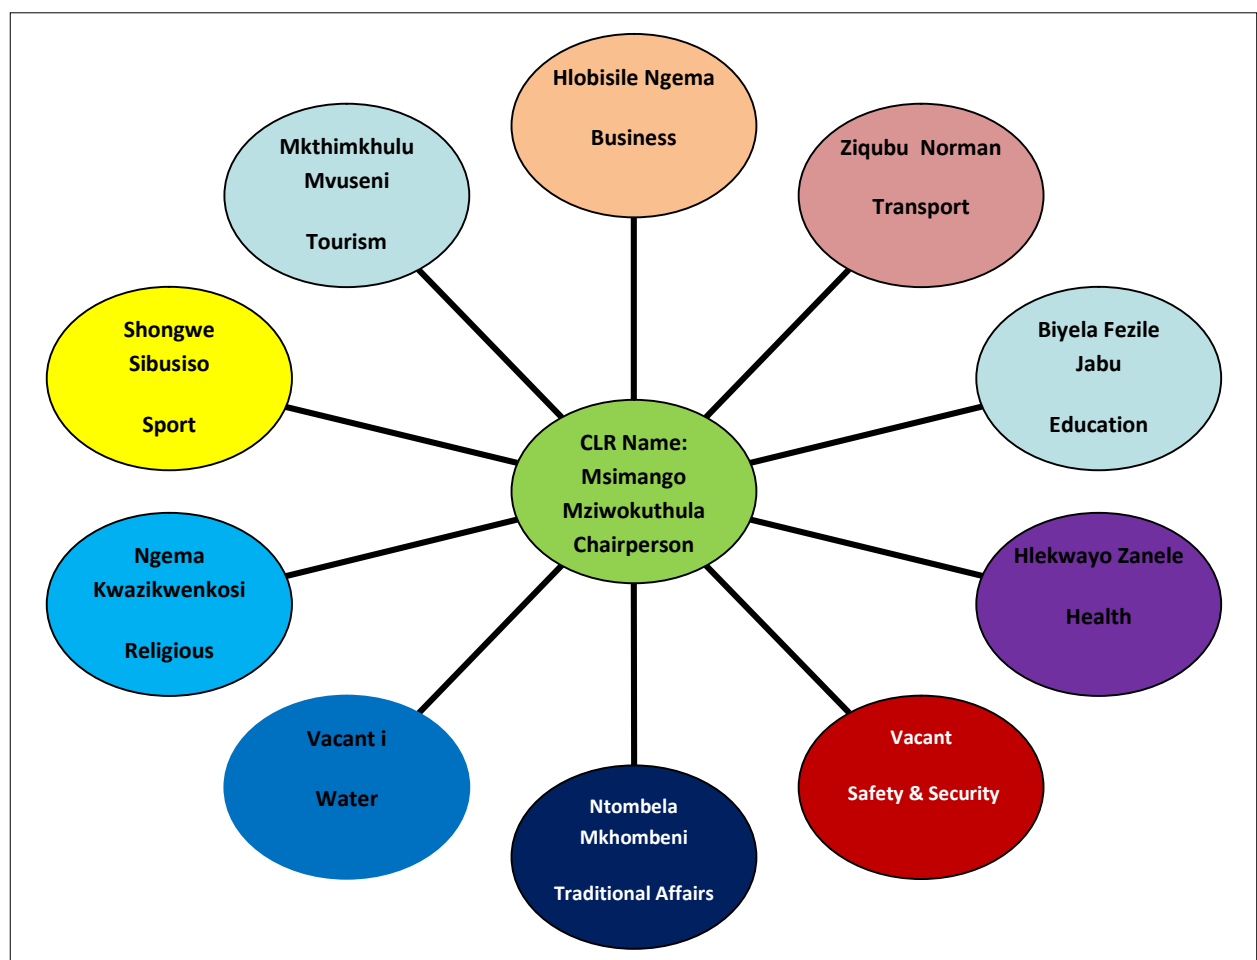 Hlobisile Ngema
Business
Ziqubu Norman
Transport
Biyela Fezile
Jabu
Education
Hlekwayo Zanele
Health
Vacant
Safety & Security
Ntombela
Mkhombeni
Traditional Affairs
Vacant i
Water
Ngema
Kwazikwenkosi
Religious
Shongwe
Sibusiso
Sport
Mkthimkhulu
Mvuseni
Tourism
CLR Name:
Msimango
Mziwokuthula
Chairperson